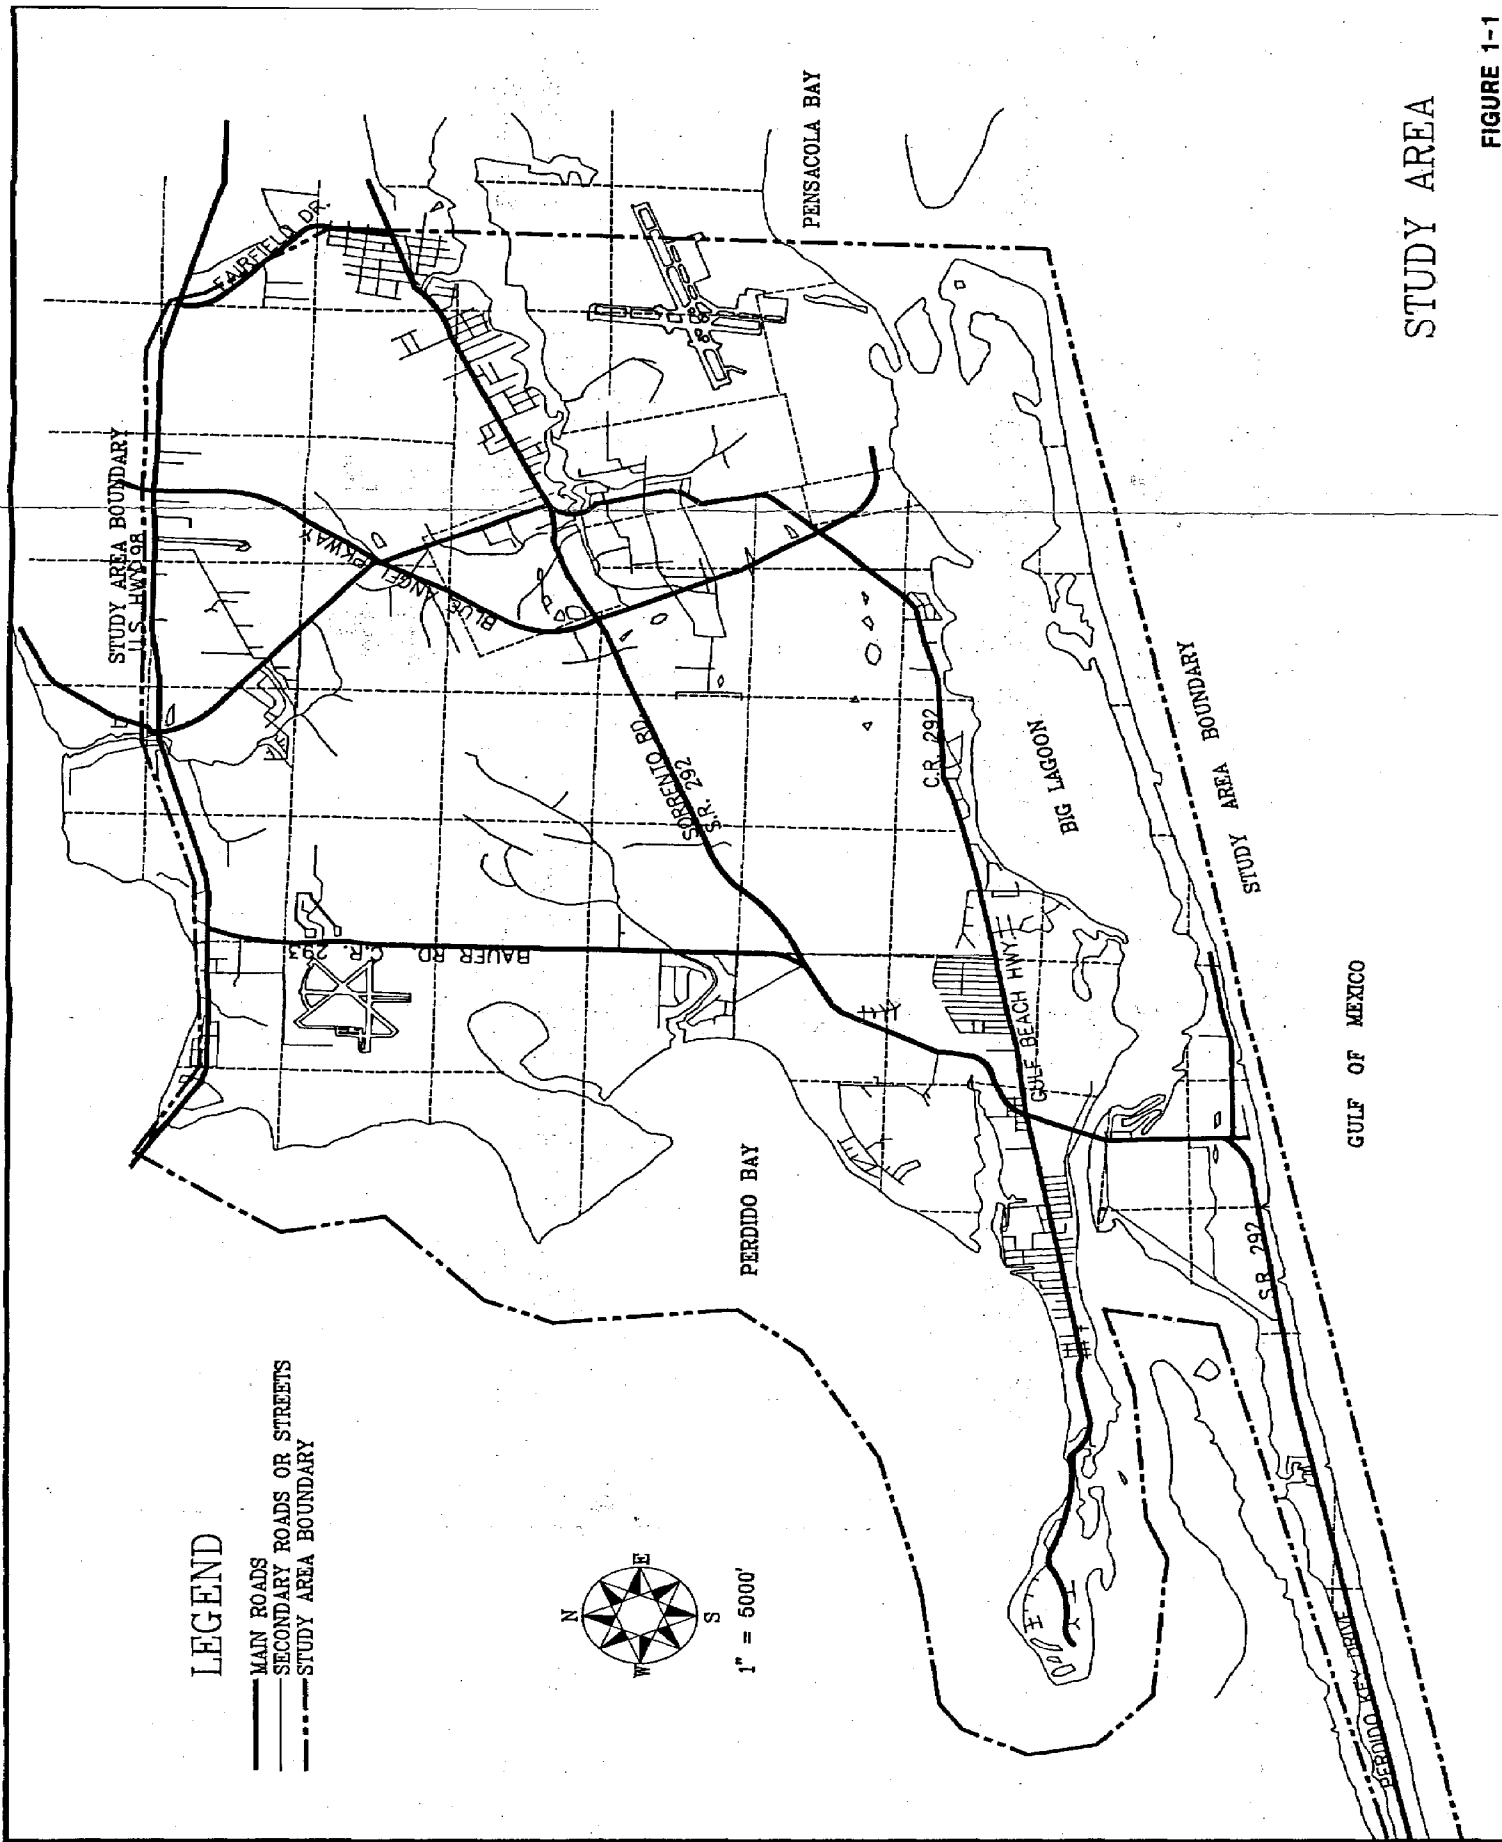 STUDY AREA BOUNDARY
U.S. HWY 98
FAIRFIELD DR.
BLUE ANGEL PKWAY
PENSACOLA BAY
SORRENTO RD.
S.R. 292
C.R. 293
BAUER RD
C.R. 292
BIG LAGOON
GULF BEACH HWY.
PERDIDO BAY
STUDY AREA BOUNDARY
S.R. 292
GULF OF MEXICO
PERDIDO KEY DRIVE
LEGEND
MAIN ROADS
SECONDARY ROADS OR STREETS
STUDY AREA BOUNDARY
N
E
S
W
1" = 5000'
STUDY AREA
FIGURE 1-1